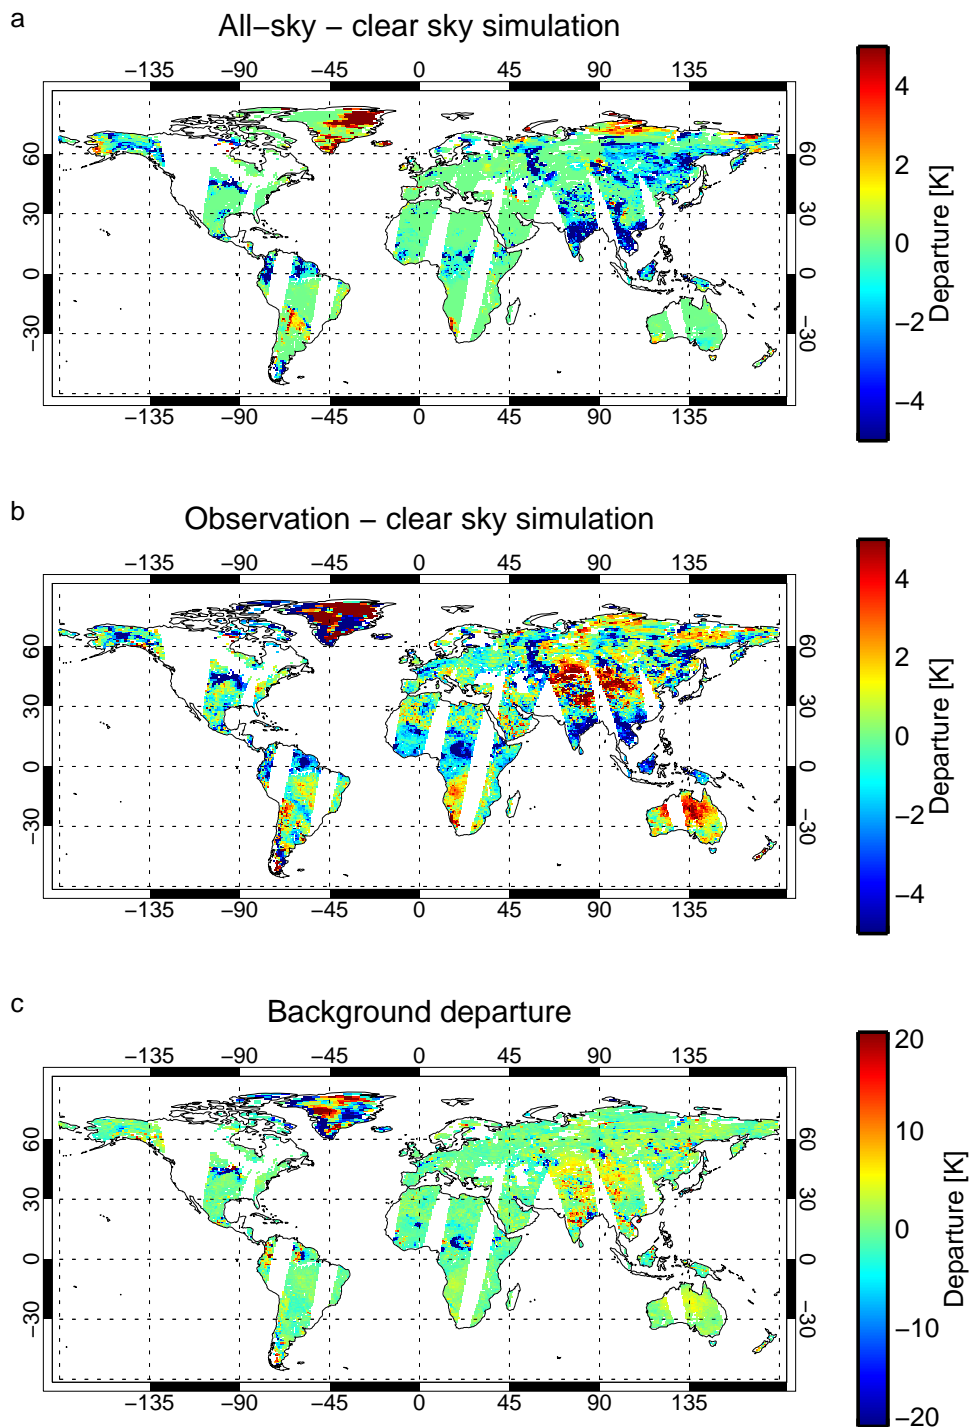 a
All−sky − clear sky simulation
−135 −90 −45 0 45 90 135
60 60
30 30
0 0
−30 −30
−135 −90 −45 0 45 90 135
4
2
0
−2
−4
Departure [K]
b
Observation − clear sky simulation
−135 −90 −45 0 45 90 135
60 60
30 30
0 0
−30 −30
−135 −90 −45 0 45 90 135
4
2
0
−2
−4
Departure [K]
c
Background departure
−135 −90 −45 0 45 90 135
60 60
30 30
0 0
−30 −30
−135 −90 −45 0 45 90 135
20
10
0
−10
−20
Departure [K]